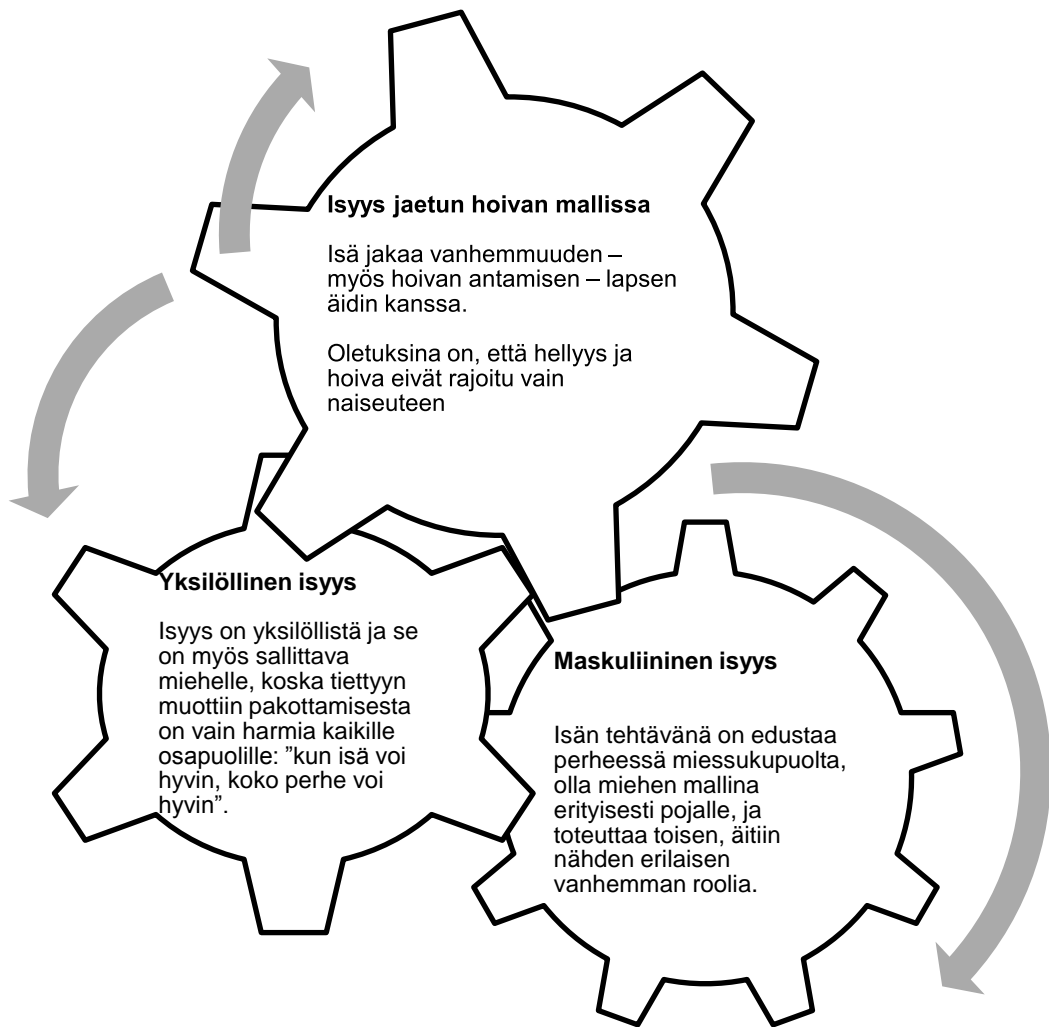 Isyys jaetun hoivan mallissa
Isä jakaa vanhemmuuden –
myös hoivan antamisen – lapsen
äidin kanssa.
Oletuksina on, että hellyys ja
hoiva eivät rajoitu vain
naiseuteen
Yksilöllinen isyys
Isyys on yksilöllistä ja se
on myös sallittava
miehelle, koska tiettyyn
muottiin pakottamisesta
on vain harmia kaikille
osapuolille: ”kun isä voi
hyvin, koko perhe voi
hyvin”.
Maskuliininen isyys
Isän tehtävänä on edustaa
perheessä miessukupuolta,
olla miehen mallina
erityisesti pojalle, ja
toteuttaa toisen, äitiin
nähden erilaisen
vanhemman roolia.